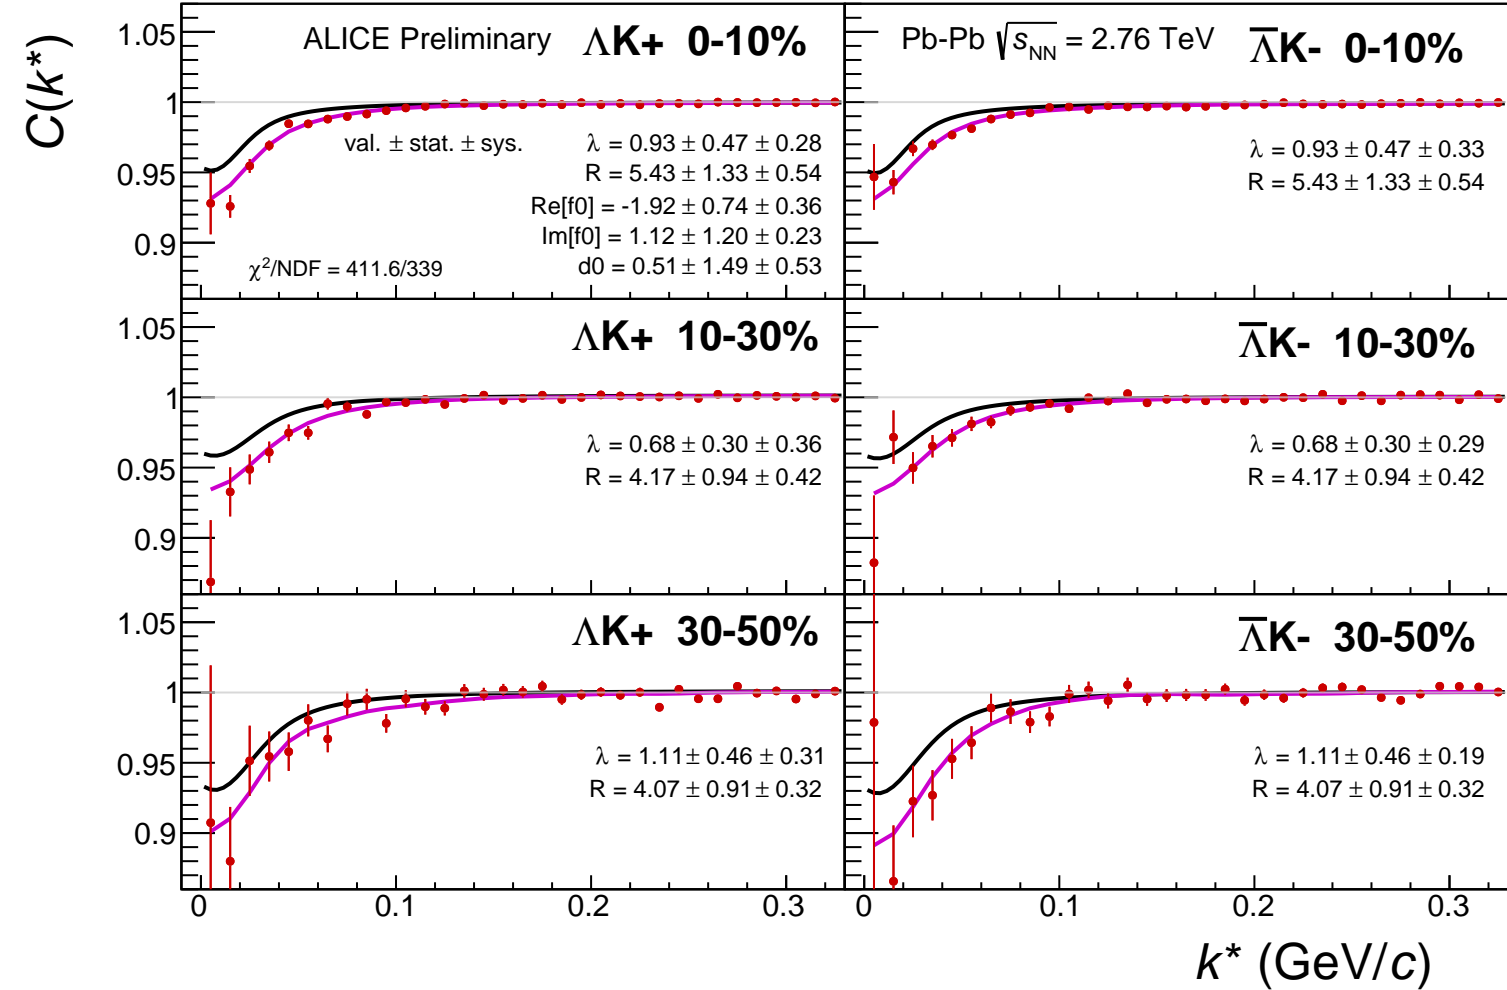 C(k*)
ALICE Preliminary ΛK+ 0-10%
val. ± stat. ± sys.
λ = 0.93 ± 0.47 ± 0.28
R = 5.43 ± 1.33 ± 0.54
Re[f0] = -1.92 ± 0.74 ± 0.36
Im[f0] = 1.12 ± 1.20 ± 0.23
d0 = 0.51 ± 1.49 ± 0.53
χ²/NDF = 411.6/339
1.05
1
0.95
0.9
Pb-Pb √sNN = 2.76 TeV Λ̅K- 0-10%
λ = 0.93 ± 0.47 ± 0.33
R = 5.43 ± 1.33 ± 0.54
ΛK+ 10-30%
λ = 0.68 ± 0.30 ± 0.36
R = 4.17 ± 0.94 ± 0.42
1.05
1
0.95
0.9
Λ̅K- 10-30%
λ = 0.68 ± 0.30 ± 0.29
R = 4.17 ± 0.94 ± 0.42
ΛK+ 30-50%
λ = 1.11 ± 0.46 ± 0.31
R = 4.07 ± 0.91 ± 0.32
1.05
1
0.95
0.9
Λ̅K- 30-50%
λ = 1.11 ± 0.46 ± 0.19
R = 4.07 ± 0.91 ± 0.32
0 0.1 0.2 0.3
0 0.1 0.2 0.3
k* (GeV/c)